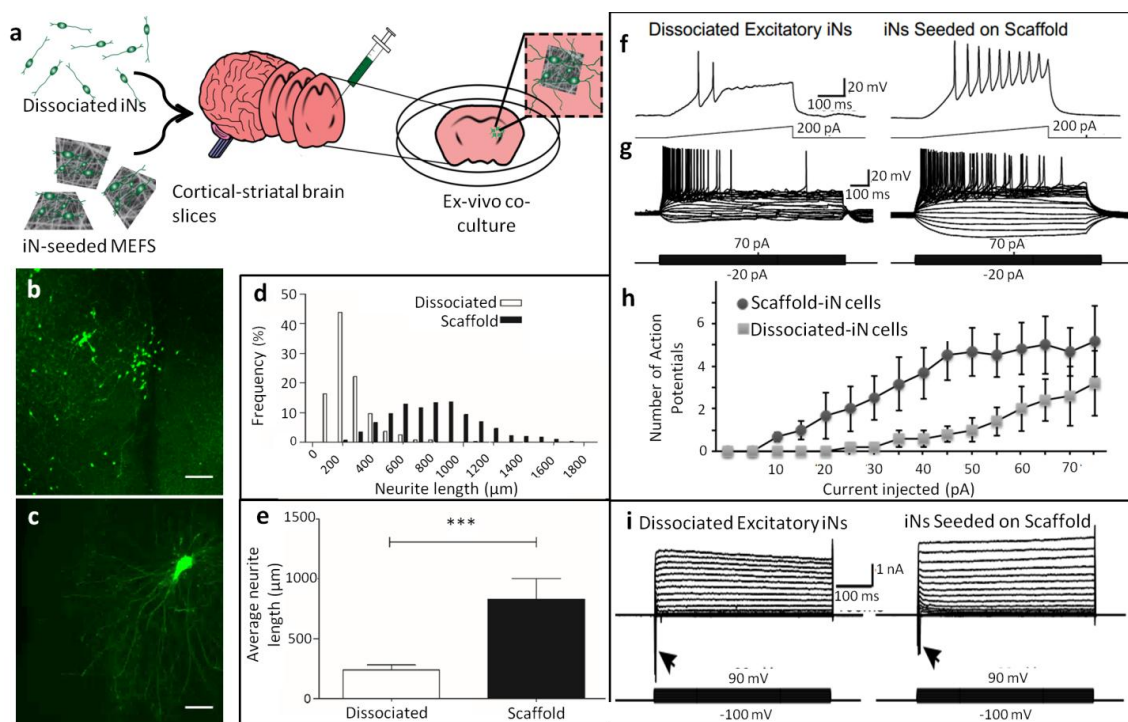 a
Dissociated iNs
iN-seeded MEFS
Cortical-striatal brain
slices
Ex-vivo co-
culture
b
c
d
Dissociated
Scaffold
Frequency (%)
50
40
30
20
10
0
0
200
400
600
800
1000
1200
1400
1600
1800
Neurite length (μm)
e
***
Average neurite
length (μm)
1500
1000
500
0
Dissociated
Scaffold
f
Dissociated Excitatory iNs
iNs Seeded on Scaffold
20 mV
100 ms
200 pA
200 pA
g
20 mV
100 ms
70 pA
-20 pA
70 pA
-20 pA
h
Scaffold-iN cells
Dissociated-iN cells
Number of Action
Potentials
6
4
2
0
10
20
30
40
50
60
70
Current injected (pA)
i
Dissociated Excitatory iNs
iNs Seeded on Scaffold
1 nA
100 ms
90 mV
-100 mV
90 mV
-100 mV